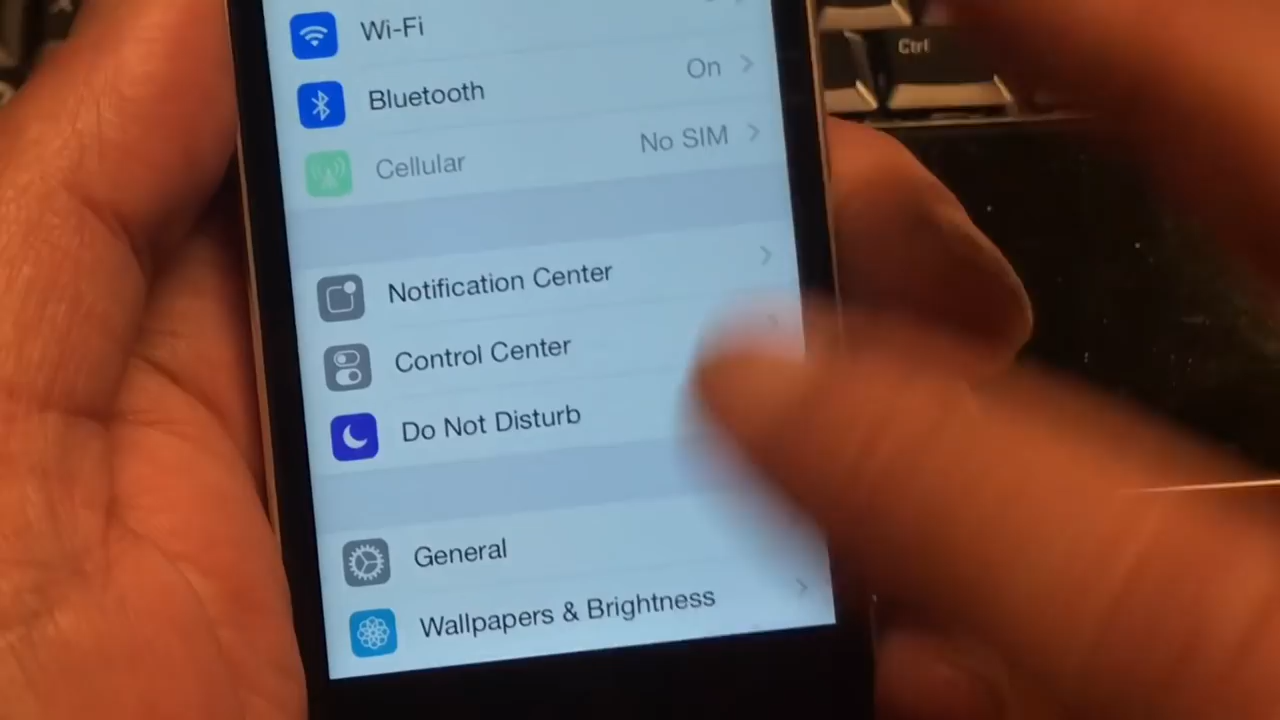 Wi-Fi
Bluetooth On
Cellular No SIM
Notification Center
Control Center
Do Not Disturb
General
Wallpapers & Brightness
Ctrl